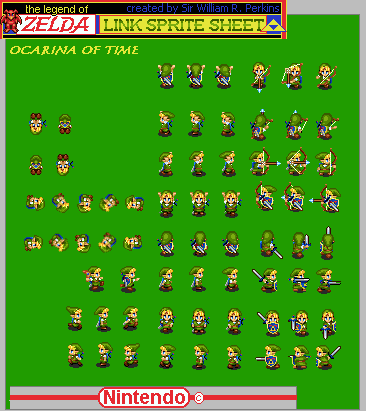 the legend of
created by Sir William R. Perkins
ZELDA LINK SPRITE SHEET
OCARINA OF TIME
Nintendo ©